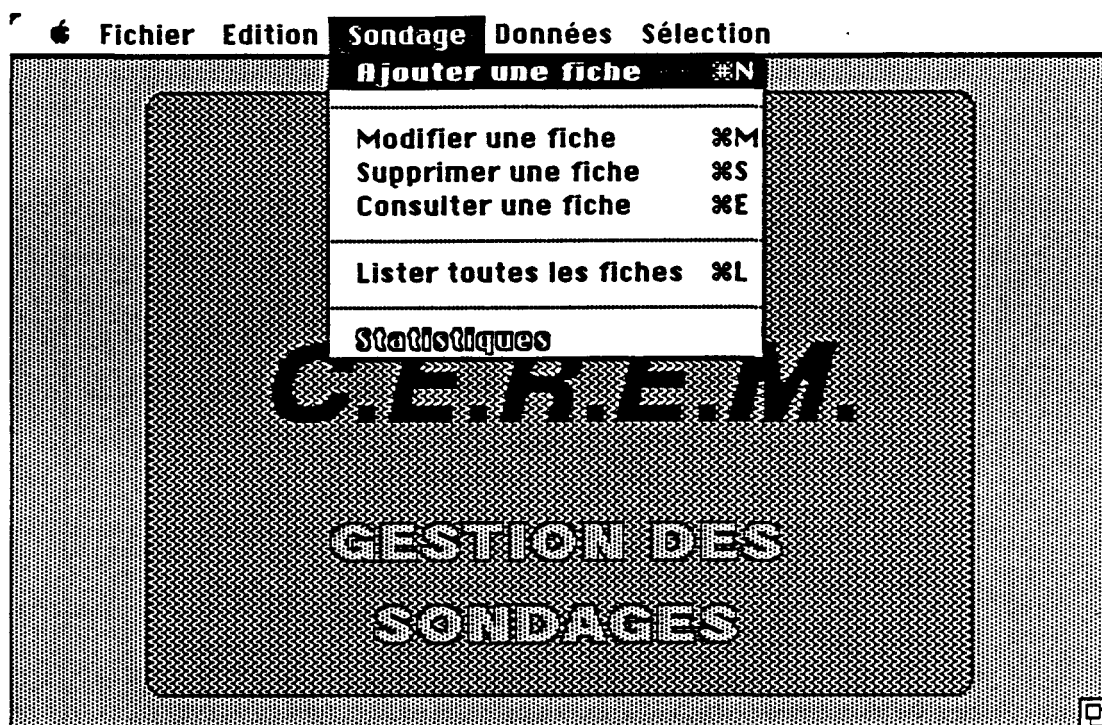 Fichier Edition Sondage Données Sélection
Ajouter une fiche ⌘N
Modifier une fiche ⌘M
Supprimer une fiche ⌘S
Consulter une fiche ⌘E
Lister toutes les fiches ⌘L
Statistiques
C.E.R.E.M.
GESTION DES
SONDAGES